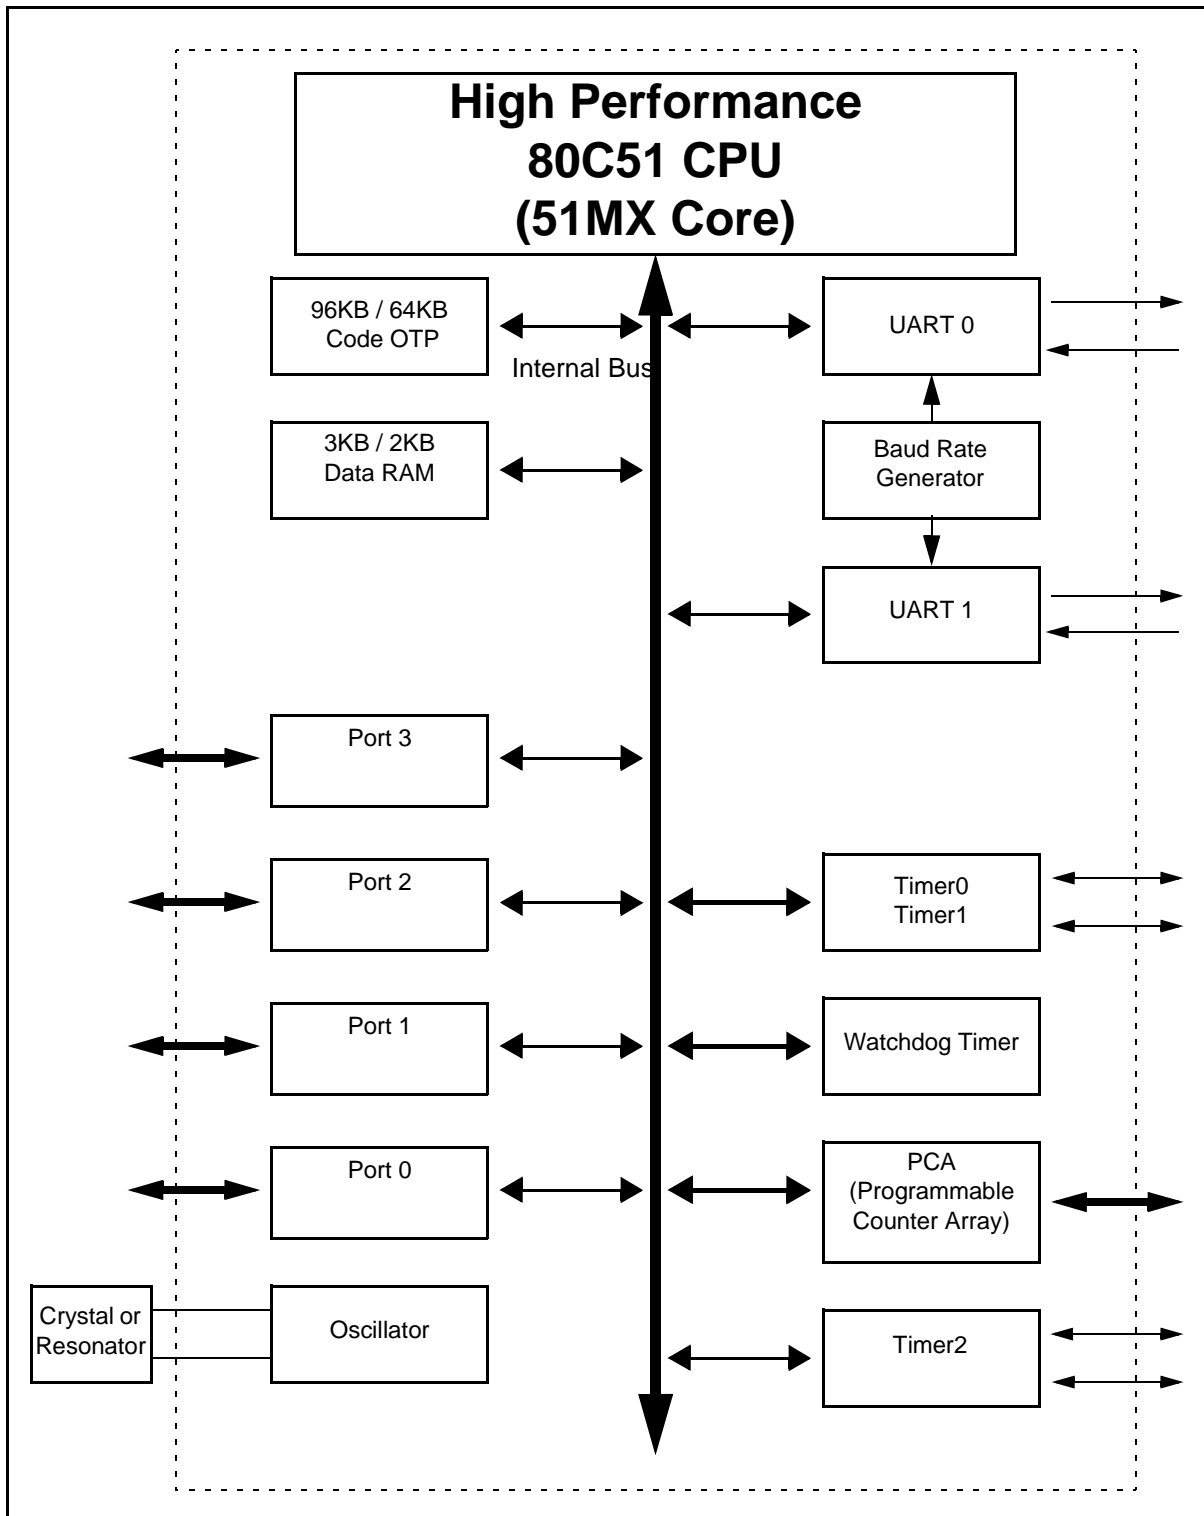 High Performance
80C51 CPU
(51MX Core)
96KB / 64KB
Code OTP
UART 0
Internal Bus
3KB / 2KB
Data RAM
Baud Rate
Generator
UART 1
Port 3
Port 2
Timer0
Timer1
Port 1
Watchdog Timer
Port 0
PCA
(Programmable
Counter Array)
Crystal or
Resonator
Oscillator
Timer2